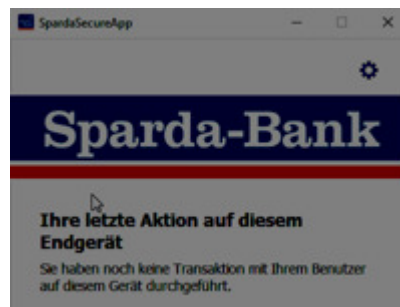 SpardaSecureApp
Sparda-Bank
Ihre letzte Aktion auf diesem
Endgerät
Sie haben noch keine Transaktion mit Ihrem Benutzer
auf diesem Gerät durchgeführt.